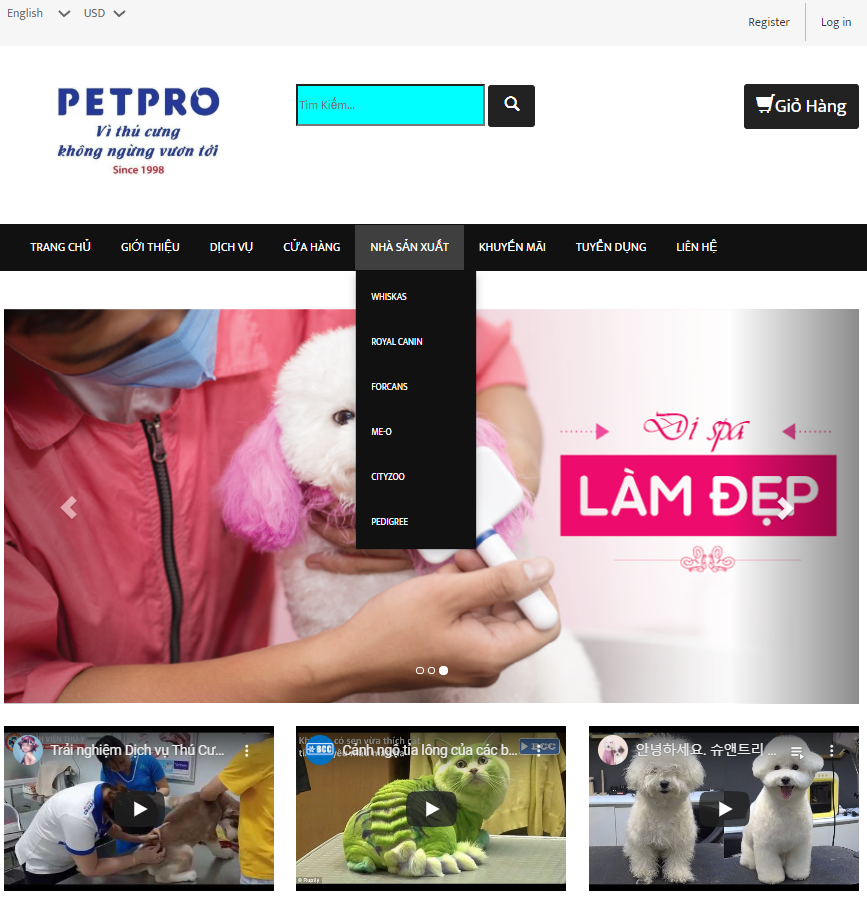 English
USD
Register
Log in
PETPRO
Vì thú cưng
không ngừng vươn tới
Since 1998
Tìm Kiếm...
Giỏ Hàng
TRANG CHỦ
GIỚI THIỆU
DỊCH VỤ
CỬA HÀNG
NHÀ SẢN XUẤT
KHUYẾN MÃI
TUYỂN DỤNG
LIÊN HỆ
WHISKAS
ROYAL CANIN
FORCANS
ME-O
CITYZOO
PEDIGREE
Đi spa
LÀM ĐẸP
Trải nghiệm Dịch vụ Thú Cư...
BCC
Cảnh ngộ tỉa lông của các b...
BCC
안녕하세요. 슈앤트리 ...